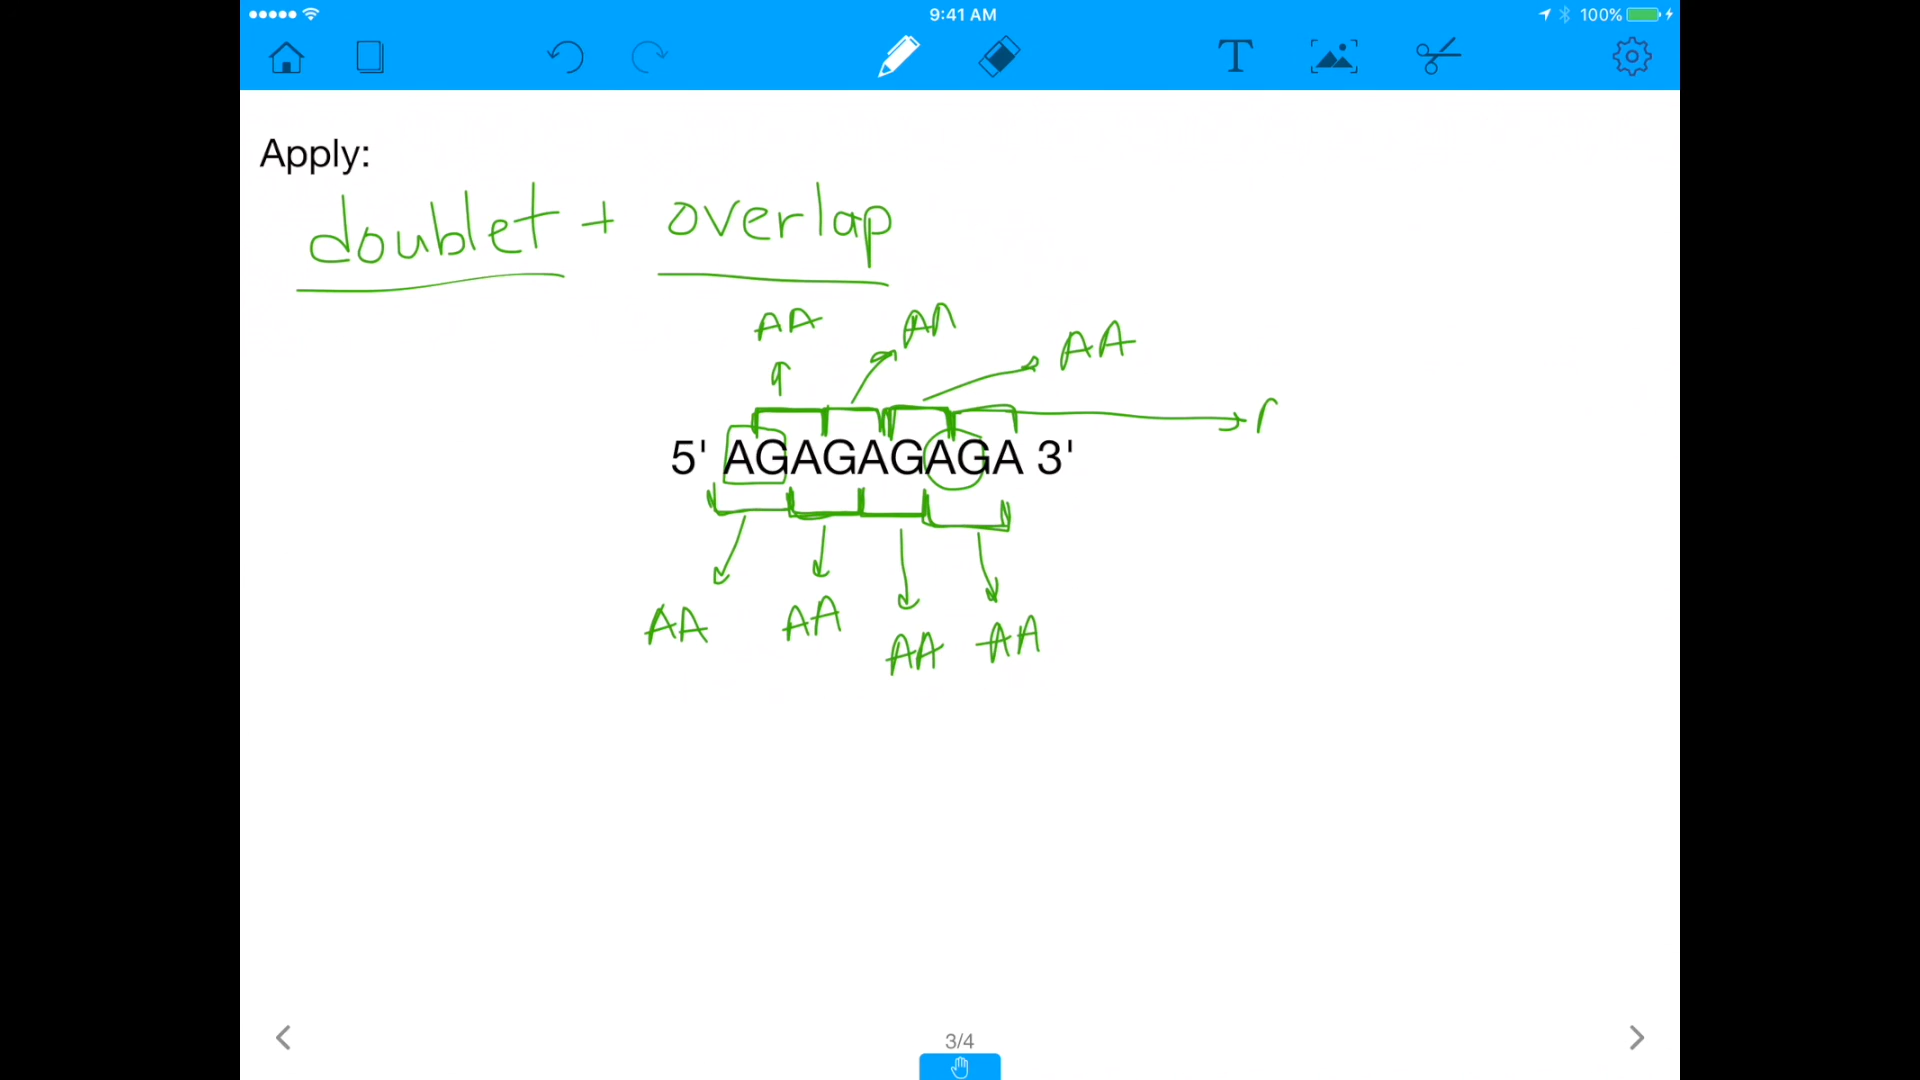 9:41 AM
100%
T
Apply:
doublet + overlap
AA AA AA
5' AGAGAGAGA 3'
AA AA AA AA
3/4